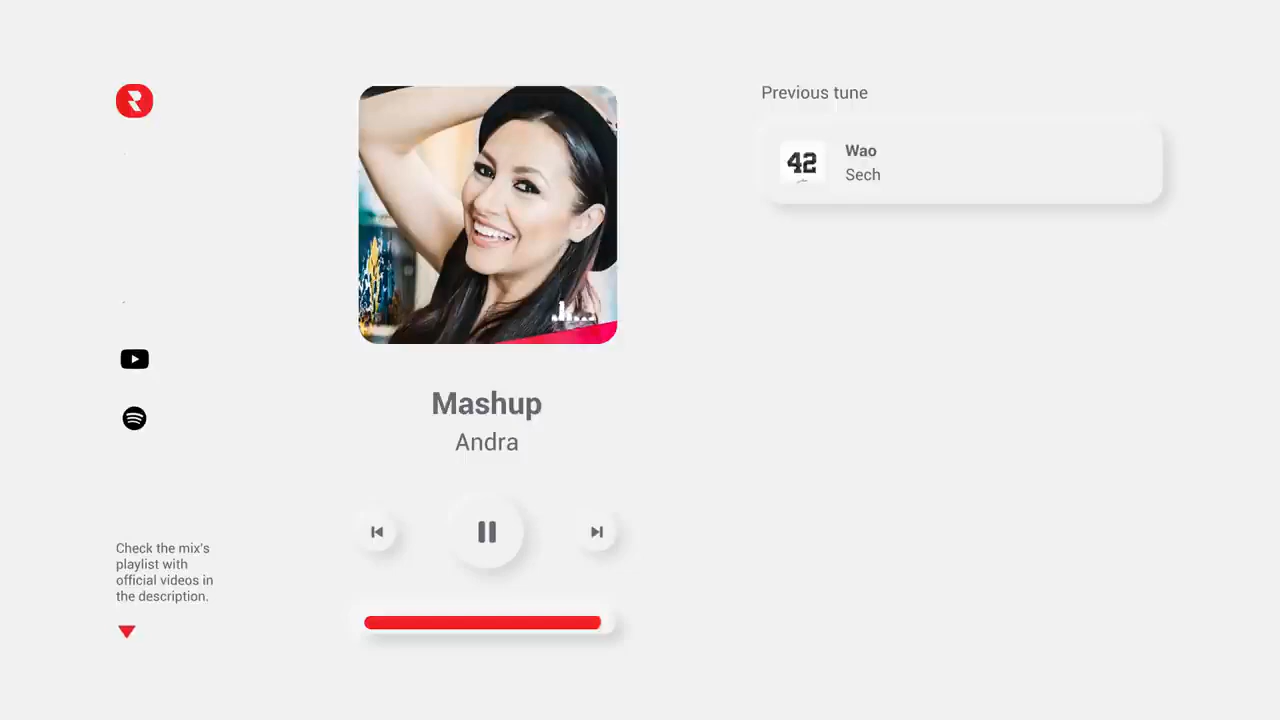 Previous tune
42
Wao
Sech
Mashup
Andra
Check the mix's
playlist with
official videos in
the description.